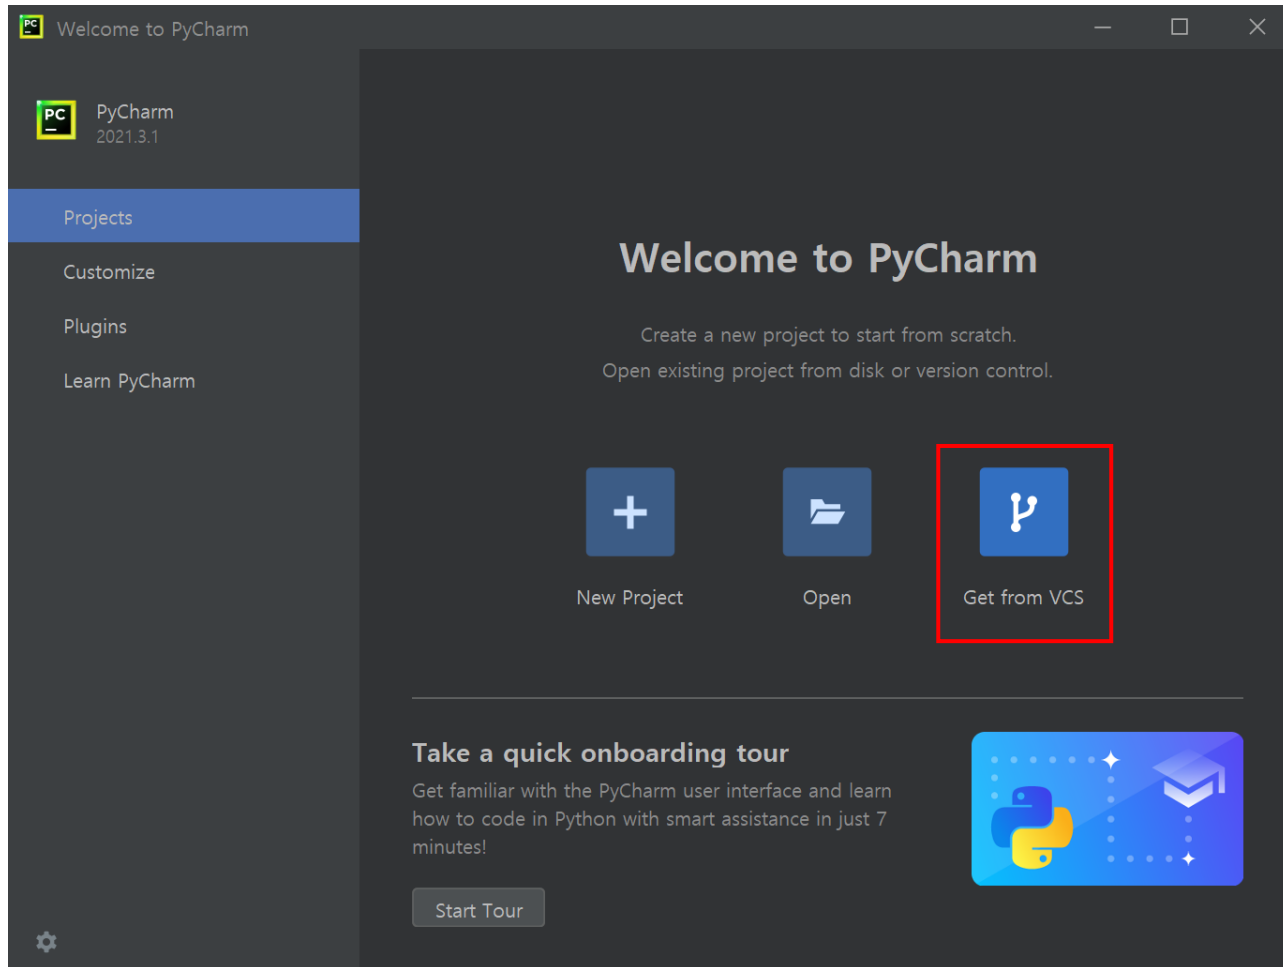 PC Welcome to PyCharm
PC PyCharm
2021.3.1
Projects
Customize
Plugins
Learn PyCharm
Welcome to PyCharm
Create a new project to start from scratch.
Open existing project from disk or version control.
New Project
Open
Get from VCS
Take a quick onboarding tour
Get familiar with the PyCharm user interface and learn
how to code in Python with smart assistance in just 7
minutes!
Start Tour